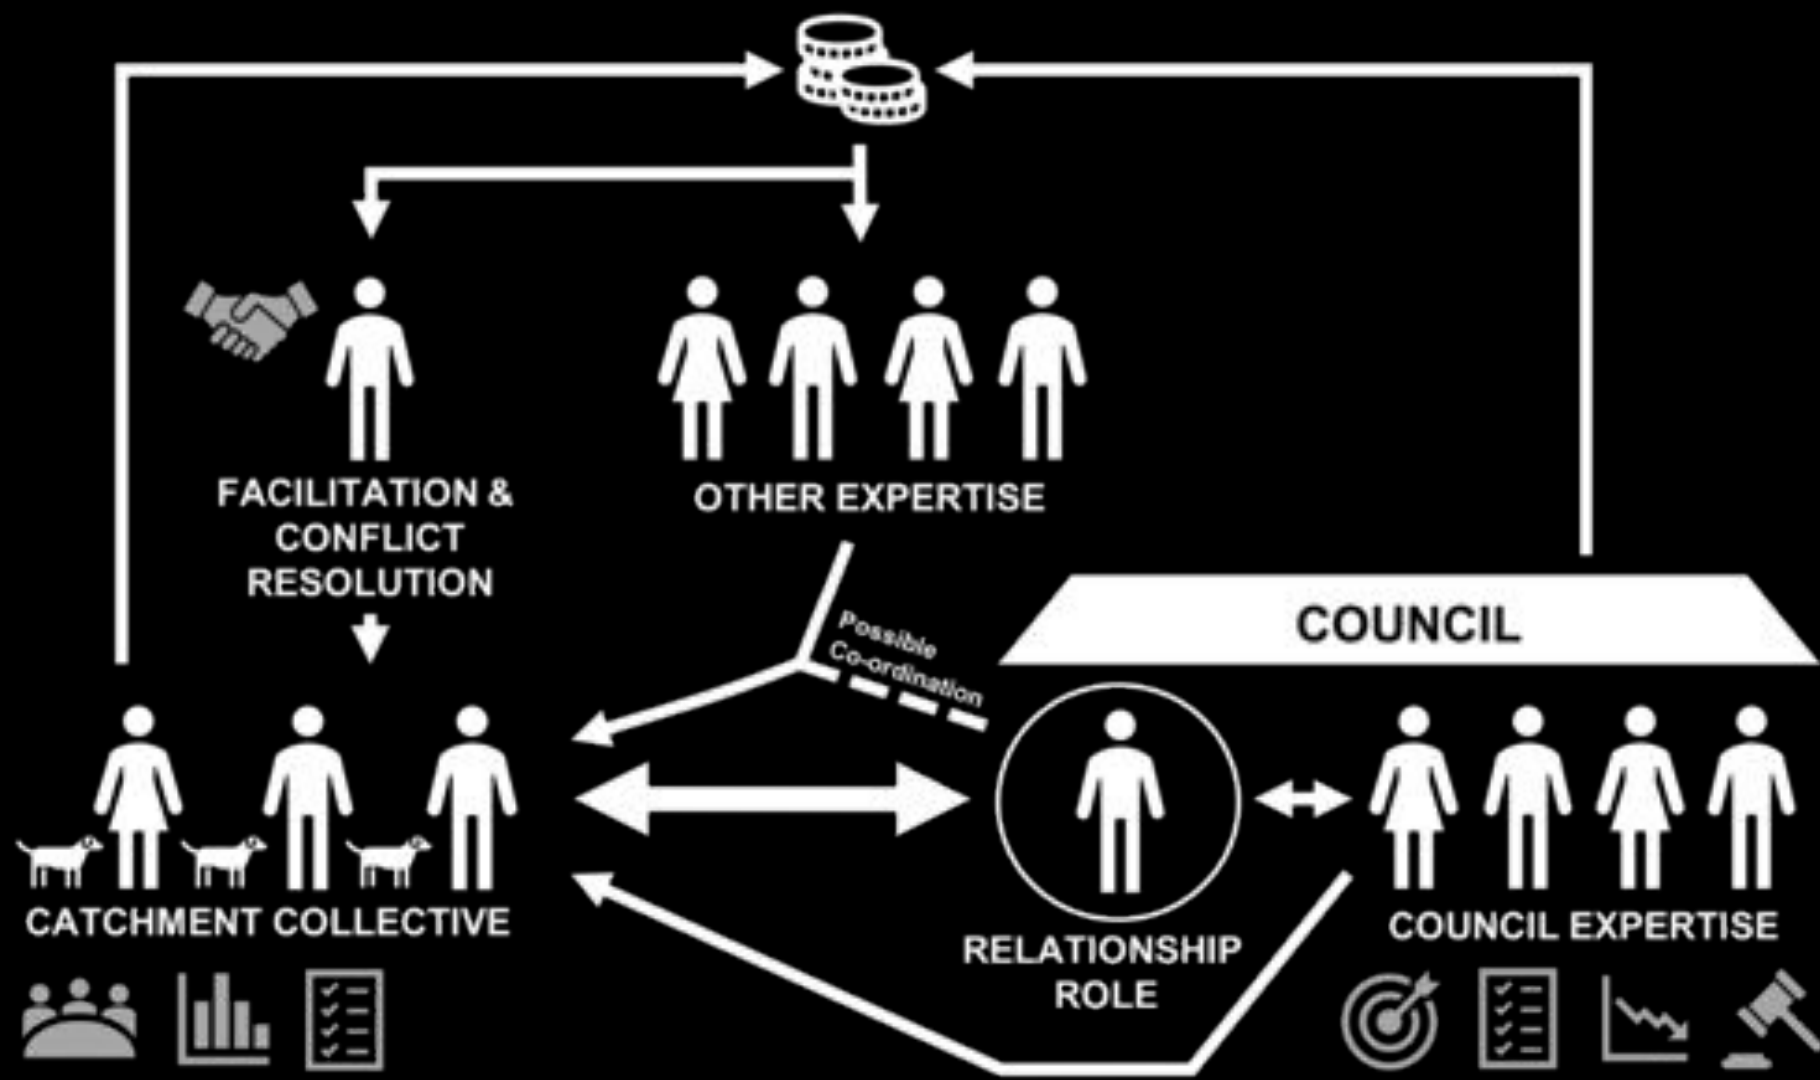 FACILITATION &
CONFLICT
RESOLUTION
OTHER EXPERTISE
Possible
Co-ordination
COUNCIL
CATCHMENT COLLECTIVE
RELATIONSHIP
ROLE
COUNCIL EXPERTISE